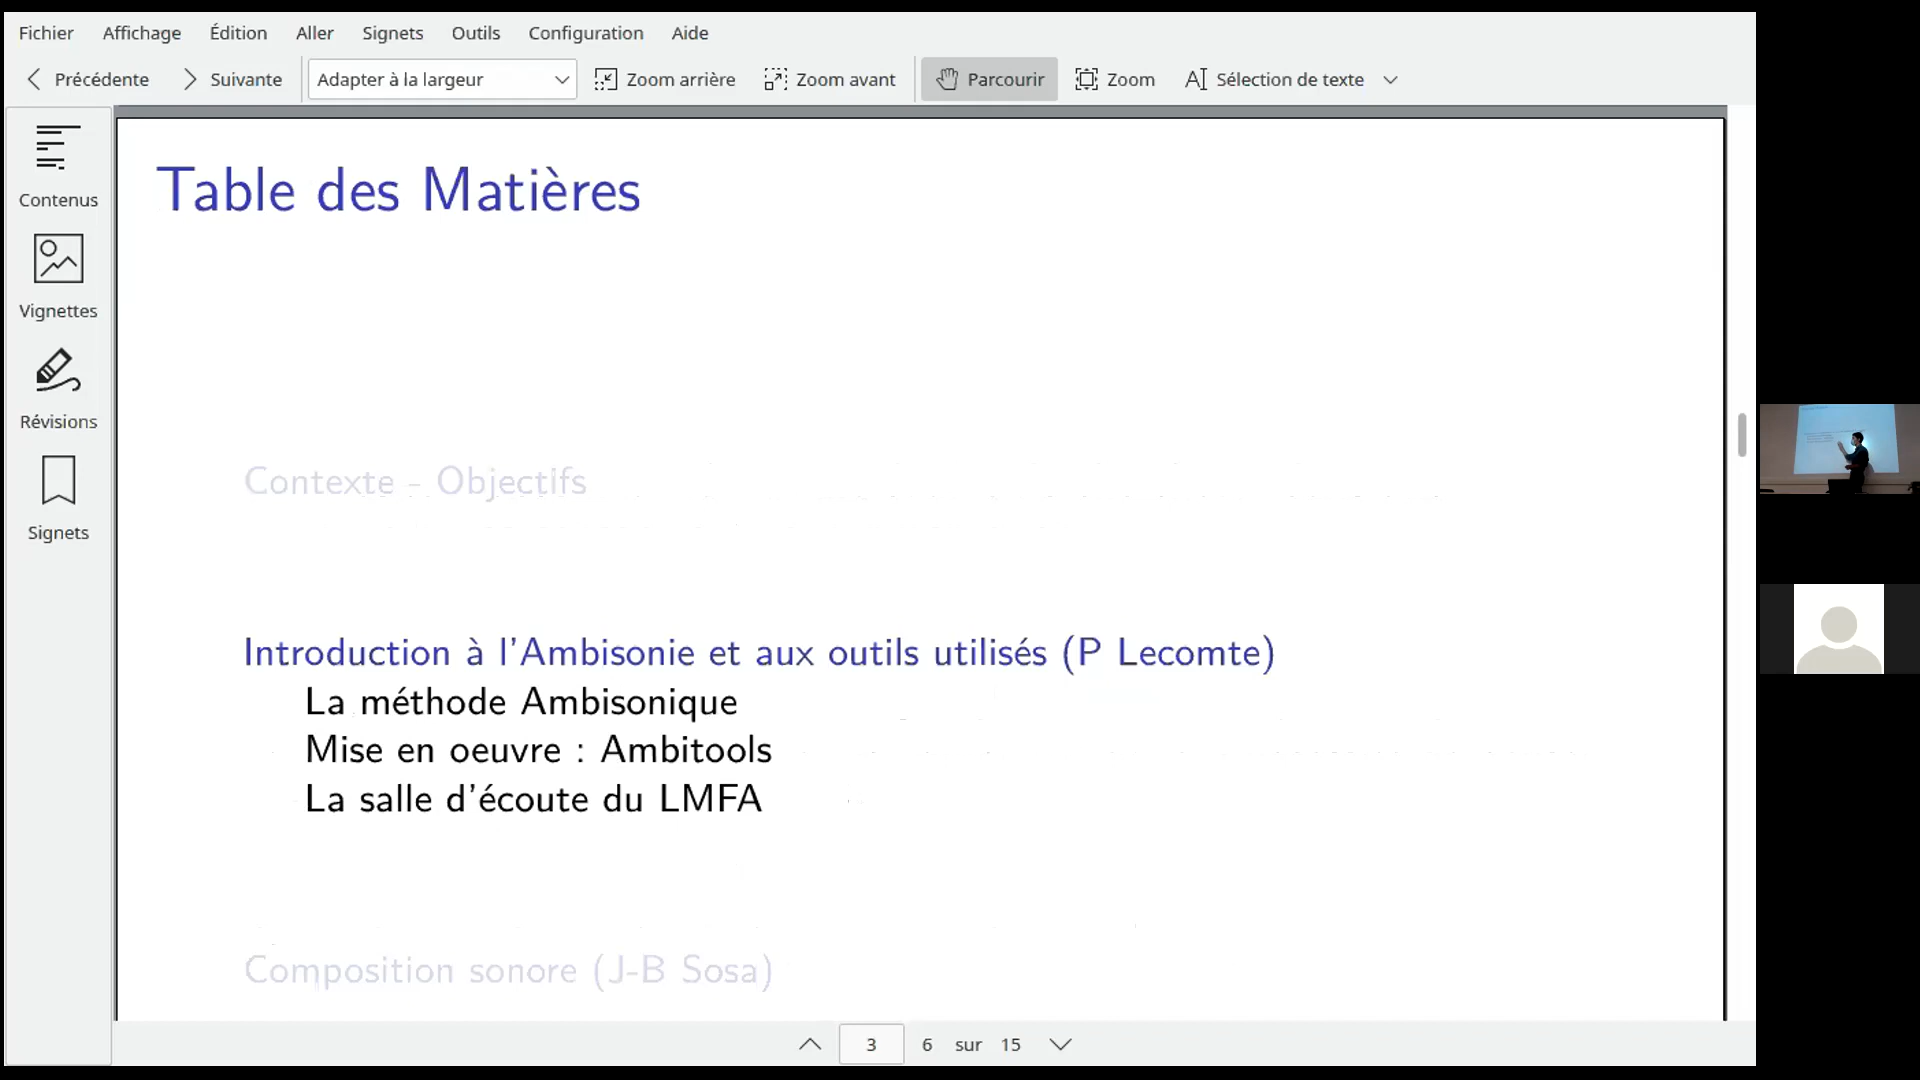 Fichier Affichage Édition Aller Signets Outils Configuration Aide
Précédente Suivante Adapter à la largeur Zoom arrière Zoom avant Parcourir Zoom Sélection de texte
Contenus
Vignettes
Révisions
Signets
Table des Matières
Contexte - Objectifs
Introduction à l'Ambisonie et aux outils utilisés (P Lecomte)
La méthode Ambisonique
Mise en oeuvre : Ambitools
La salle d'écoute du LMFA
Composition sonore (J-B Sosa)
3 6 sur 15